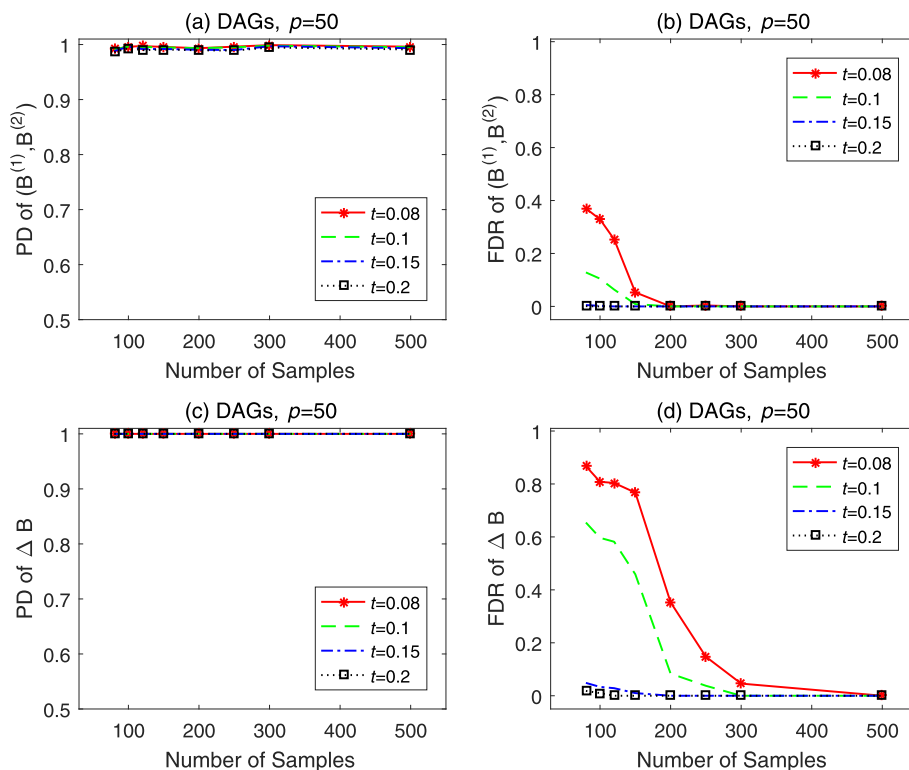 (a) DAGs, p=50
PD of (B(1),B(2))
1
0.9
0.8
0.7
0.6
0.5
100 200 300 400 500
Number of Samples
t=0.08
t=0.1
t=0.15
t=0.2
(b) DAGs, p=50
FDR of (B(1),B(2))
1
0.8
0.6
0.4
0.2
0
100 200 300 400 500
Number of Samples
t=0.08
t=0.1
t=0.15
t=0.2
(c) DAGs, p=50
PD of Δ B
1
0.9
0.8
0.7
0.6
0.5
100 200 300 400 500
Number of Samples
t=0.08
t=0.1
t=0.15
t=0.2
(d) DAGs, p=50
FDR of Δ B
1
0.8
0.6
0.4
0.2
0
100 200 300 400 500
Number of Samples
t=0.08
t=0.1
t=0.15
t=0.2